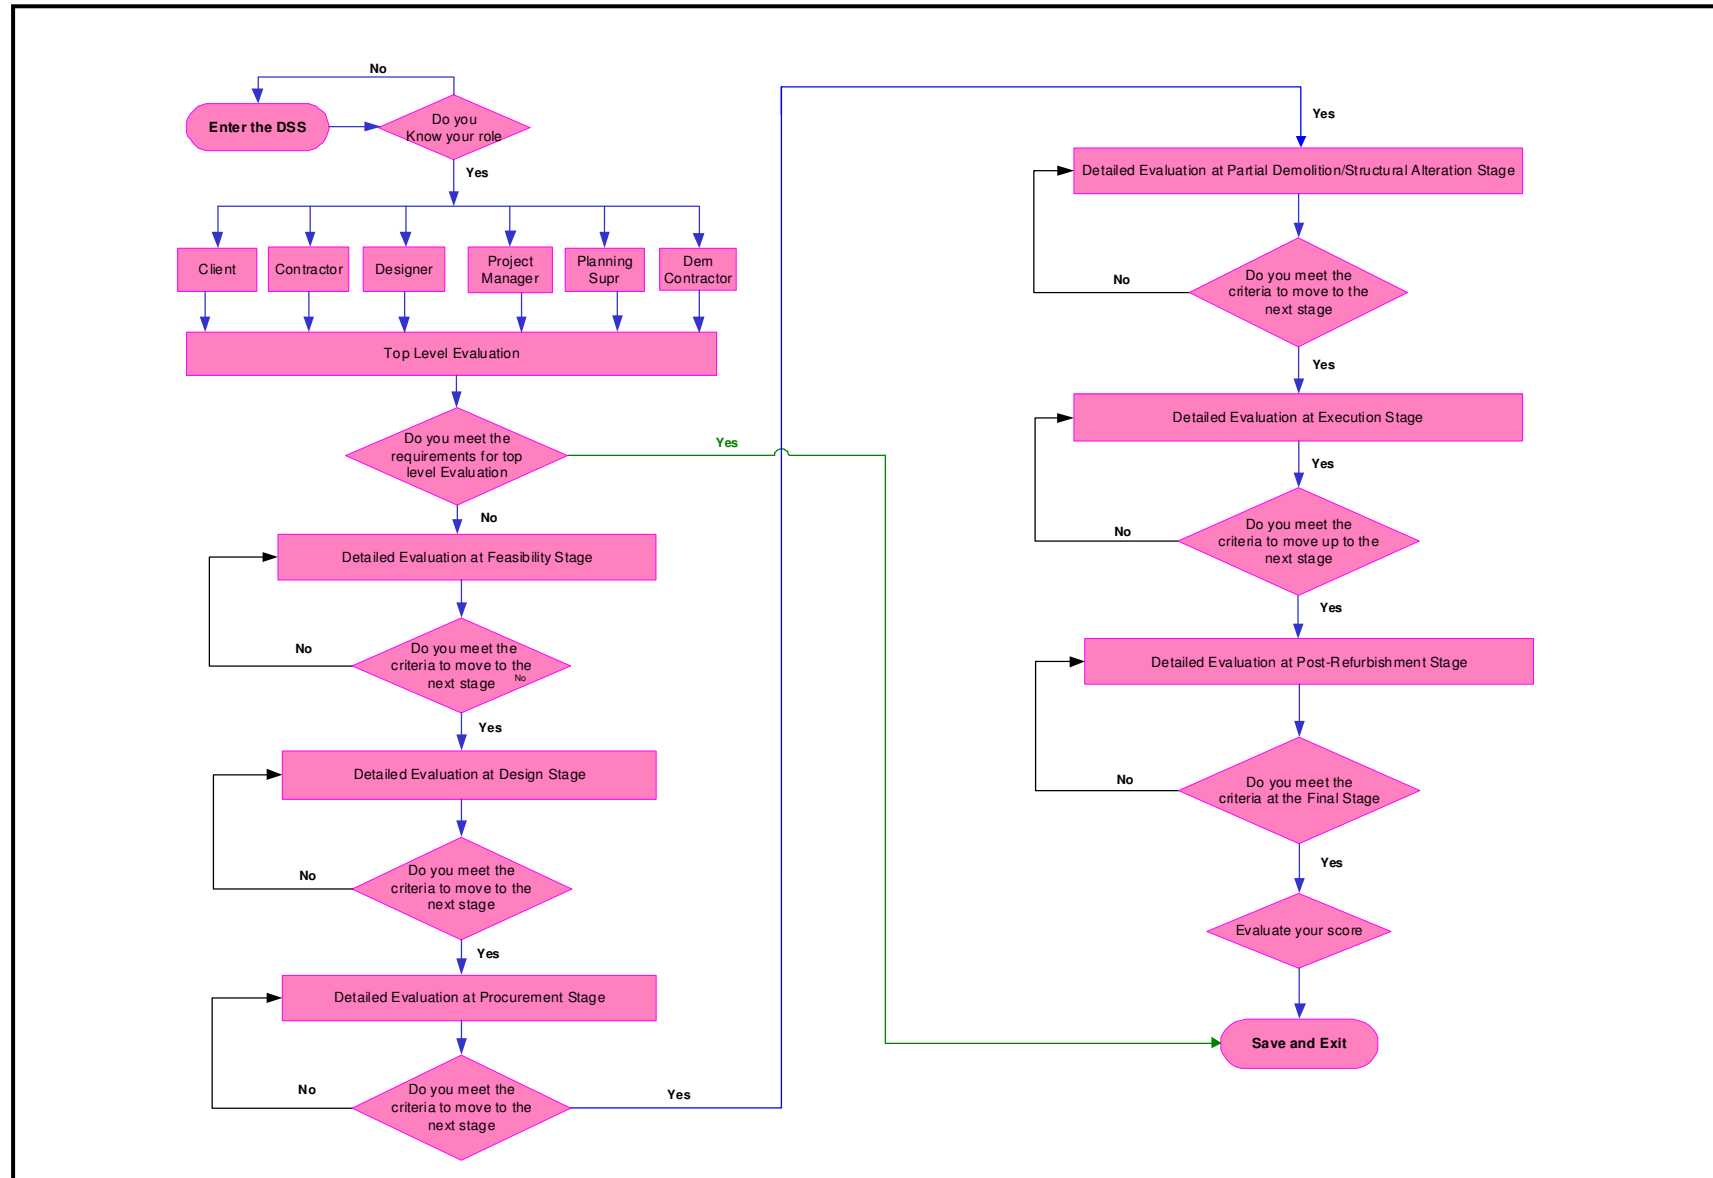 No
Enter the DSS
Do you
Know your role
Yes
Client
Contractor
Designer
Project
Manager
Planning
Supr
Dem
Contractor
Top Level Evaluation
Do you meet the
requirements for top
level Evaluation
Yes
No
Detailed Evaluation at Feasibility Stage
No
Do you meet the
criteria to move to the
next stage
No
Yes
Detailed Evaluation at Design Stage
No
Do you meet the
criteria to move to the
next stage
Yes
Detailed Evaluation at Procurement Stage
No
Do you meet the
criteria to move to the
next stage
Yes
Yes
Detailed Evaluation at Partial Demolition/Structural Alteration Stage
No
Do you meet the
criteria to move to the
next stage
Yes
Detailed Evaluation at Execution Stage
Yes
No
Do you meet the
criteria to move up to the
next stage
Yes
Detailed Evaluation at Post-Refurbishment Stage
No
Do you meet the
criteria at the Final Stage
Yes
Evaluate your score
Save and Exit